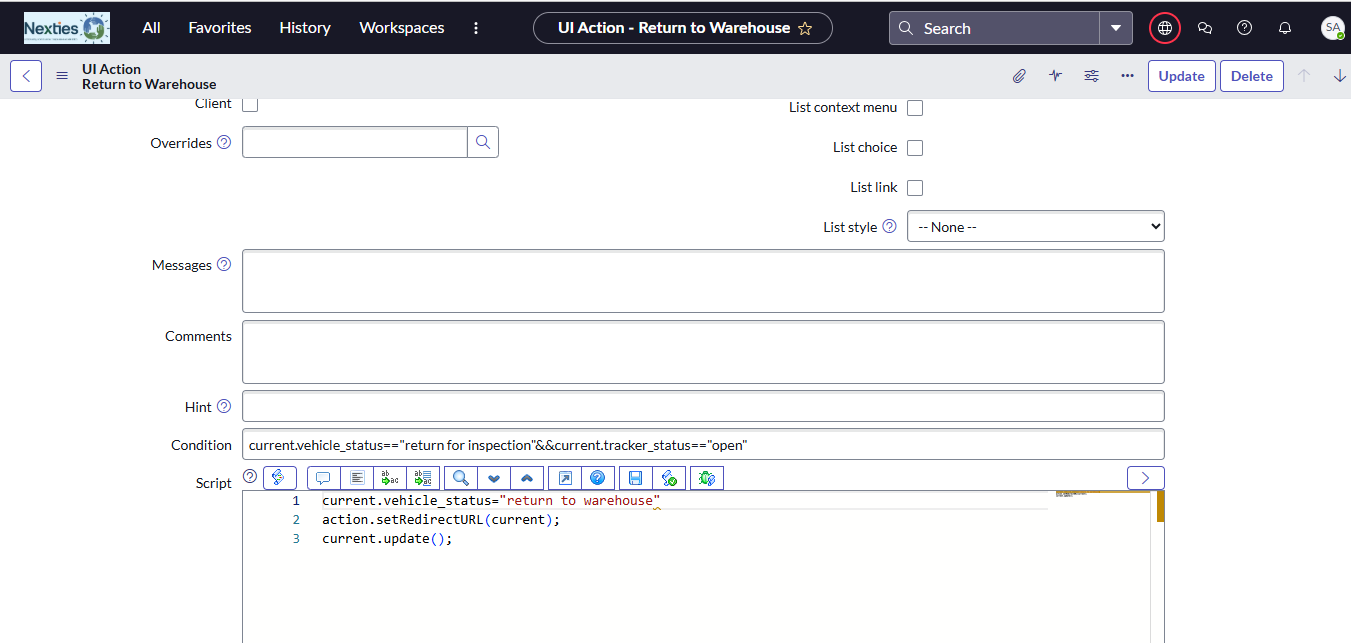 Nexties All Favorites History Workspaces UI Action - Return to Warehouse Search SA
UI Action
Return to Warehouse Update Delete
Client List context menu
Overrides
List choice
List link
List style -- None --
Messages
Comments
Hint
Condition current.vehicle_status=="return for inspection"&&current.tracker_status=="open"
Script
1 current.vehicle_status="return to warehouse"
2 action.setRedirectURL(current);
3 current.update();